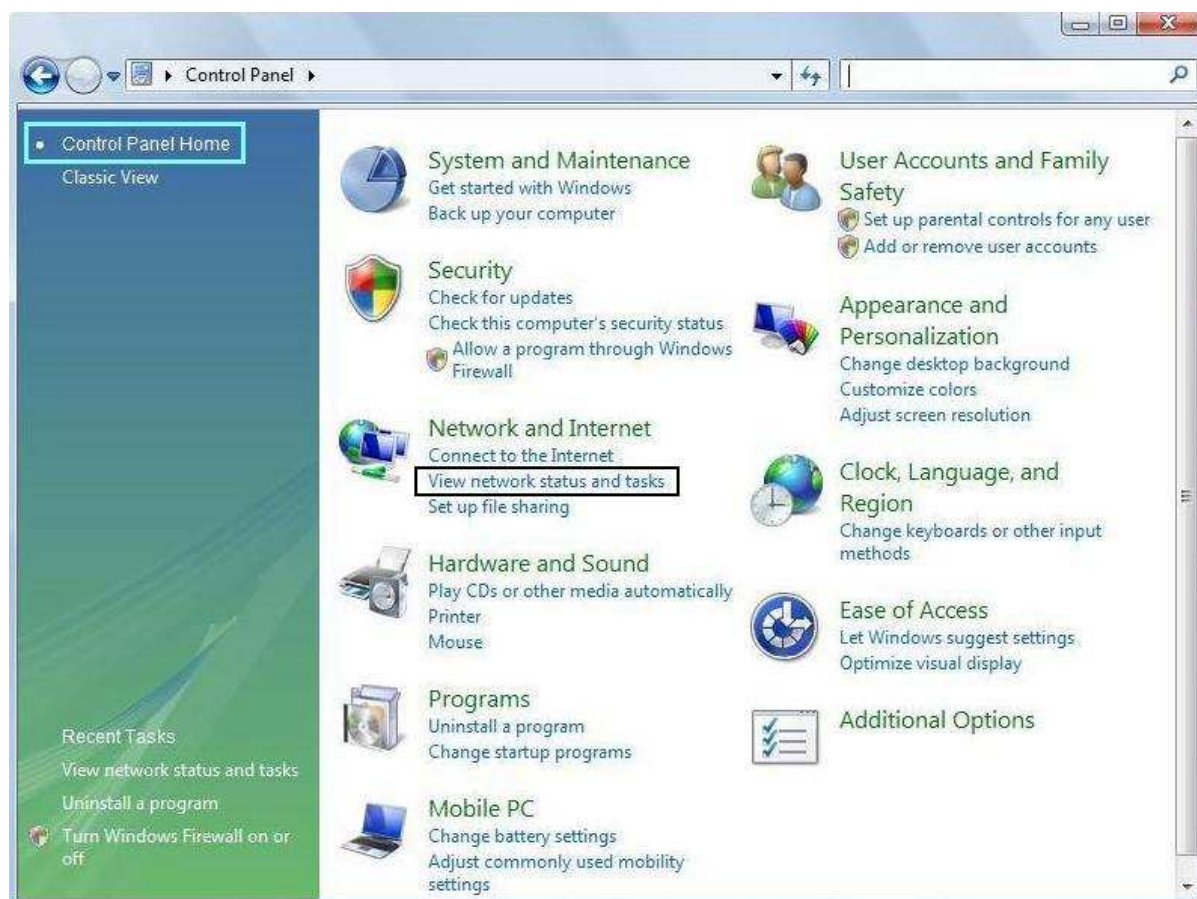 Control Panel
Control Panel Home
Classic View
Recent Tasks
View network status and tasks
Uninstall a program
Turn Windows Firewall on or
off
System and Maintenance
Get started with Windows
Back up your computer
Security
Check for updates
Check this computer's security status
Allow a program through Windows
Firewall
Network and Internet
Connect to the Internet
View network status and tasks
Set up file sharing
Hardware and Sound
Play CDs or other media automatically
Printer
Mouse
Programs
Uninstall a program
Change startup programs
Mobile PC
Change battery settings
Adjust commonly used mobility
settings
User Accounts and Family
Safety
Set up parental controls for any user
Add or remove user accounts
Appearance and
Personalization
Change desktop background
Customize colors
Adjust screen resolution
Clock, Language, and
Region
Change keyboards or other input
methods
Ease of Access
Let Windows suggest settings
Optimize visual display
Additional Options